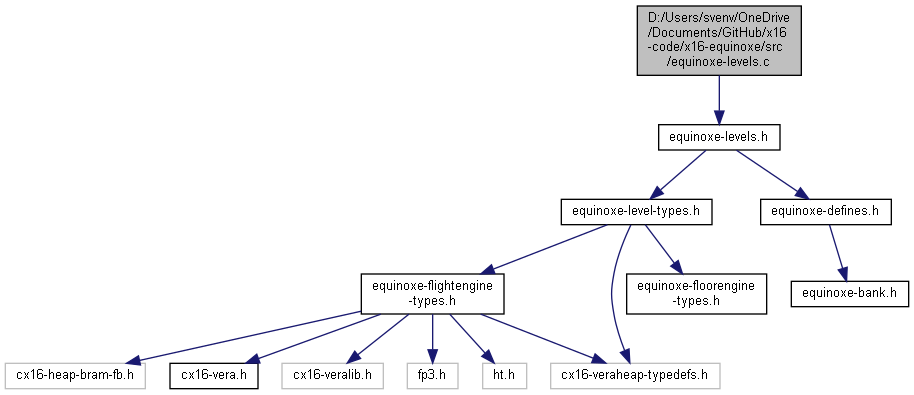 D:/Users/svenv/OneDrive
/Documents/GitHub/x16
-code/x16-equinoxe/src
/equinoxe-levels.c
equinoxe-levels.h
equinoxe-level-types.h
equinoxe-defines.h
equinoxe-flightengine
-types.h
equinoxe-floorengine
-types.h
equinoxe-bank.h
cx16-heap-bram-fb.h
cx16-vera.h
cx16-veralib.h
fp3.h
ht.h
cx16-veraheap-typedefs.h